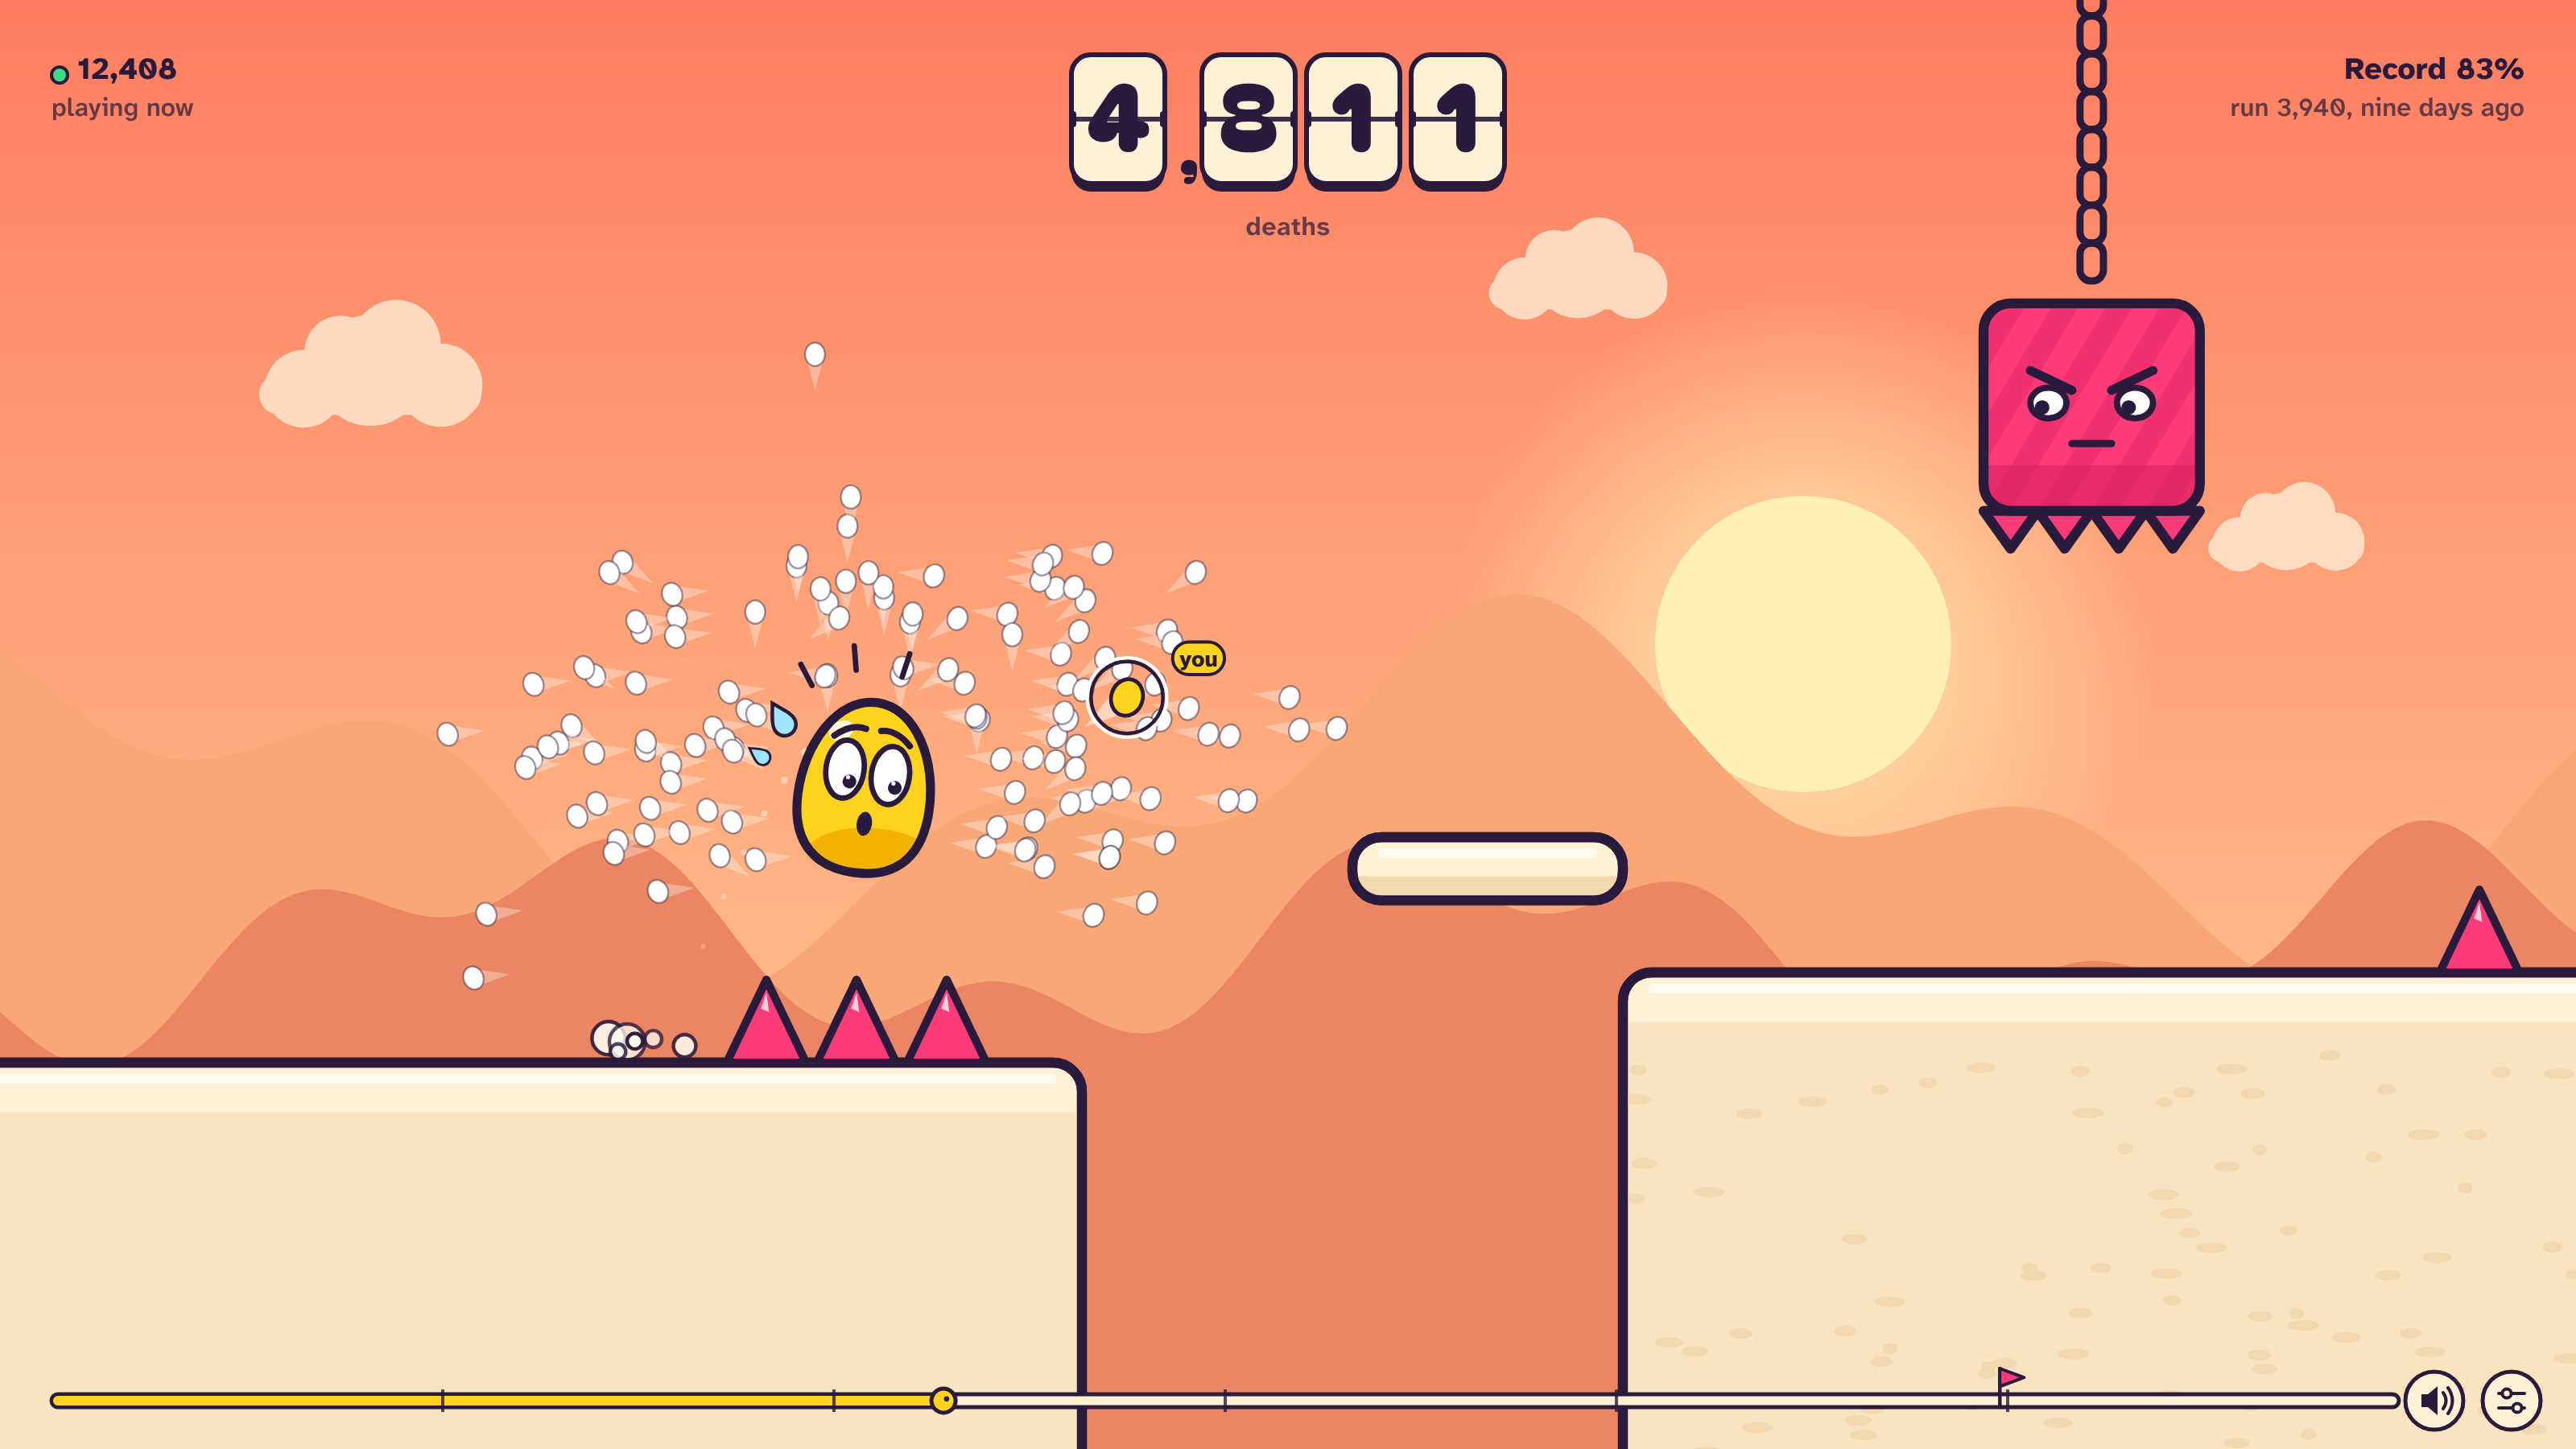 12,408
playing now
4,811
deaths
Record 83%
run 3,940, nine days ago
you